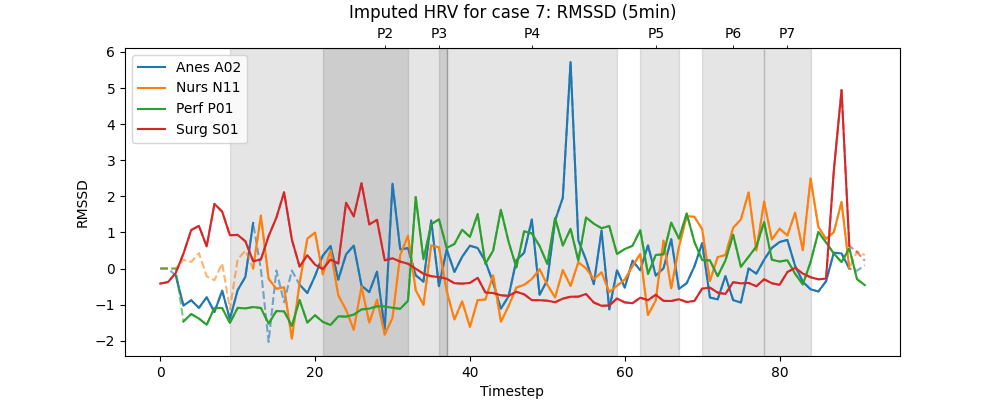 Imputed HRV for case 7: RMSSD (5min)
P2 P3 P4 P5 P6 P7
Anes A02
Nurs N11
Perf P01
Surg S01
RMSSD
6
5
4
3
2
1
0
−1
−2
0 20 40 60 80
Timestep